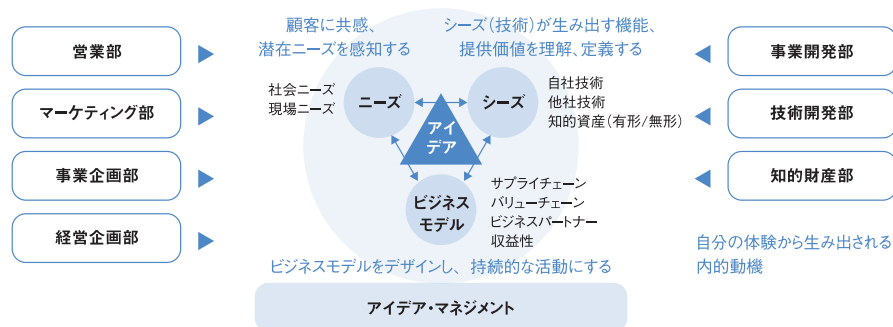 顧客に共感、
潜在ニーズを感知する
シーズ(技術)が生み出す機能、
提供価値を理解、定義する
営業部
マーケティング部
事業企画部
経営企画部
社会ニーズ
現場ニーズ
ニーズ
シーズ
アイ
デア
自社技術
他社技術
知的資産(有形/無形)
ビジネス
モデル
サプライチェーン
バリューチェーン
ビジネスパートナー
収益性
事業開発部
技術開発部
知的財産部
自分の体験から生み出される
内的動機
ビジネスモデルをデザインし、持続的な活動にする
アイデア・マネジメント